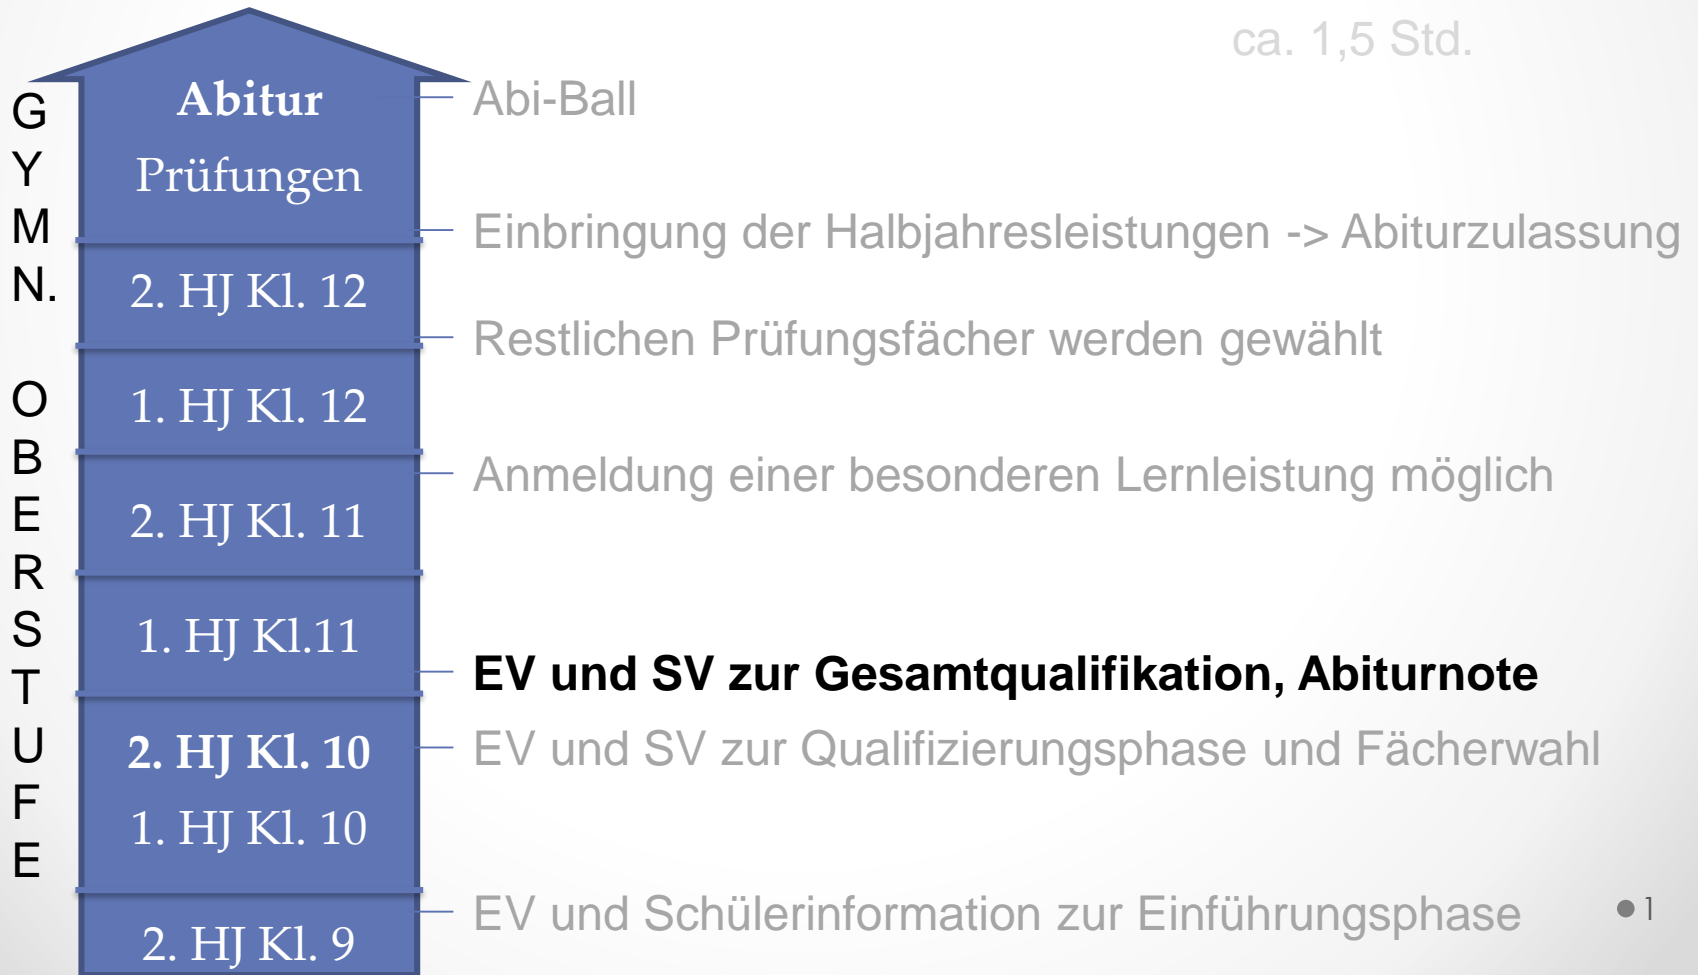 ca. 1,5 Std.
GYMN. OBERSTUFE
Abitur
Prüfungen
2. HJ Kl. 12
1. HJ Kl. 12
2. HJ Kl. 11
1. HJ Kl.11
2. HJ Kl. 10
1. HJ Kl. 10
2. HJ Kl. 9
Abi-Ball
Einbringung der Halbjahresleistungen -> Abiturzulassung
Restlichen Prüfungsfächer werden gewählt
Anmeldung einer besonderen Lernleistung möglich
EV und SV zur Gesamtqualifikation, Abiturnote
EV und SV zur Qualifizierungsphase und Fächerwahl
EV und Schülerinformation zur Einführungsphase
1